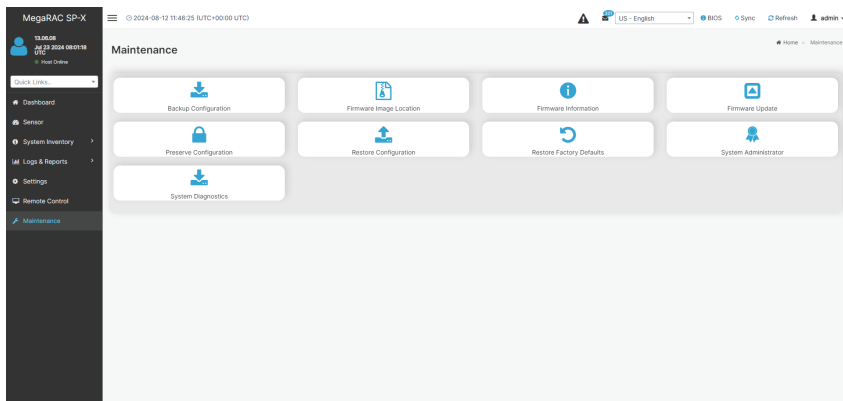 MegaRAC SP-X
2024-08-12 11:46:25 (UTC+00:00 UTC)
US - English
BIOS
Sync
Refresh
admin
13.06.08
Jul 23 2024 08:01:18
UTC
Host Online
Maintenance
Home > Maintenance
Quick Links...
Dashboard
Sensor
System Inventory
Logs & Reports
Settings
Remote Control
Maintenance
Backup Configuration
Firmware Image Location
Firmware Information
Firmware Update
Preserve Configuration
Restore Configuration
Restore Factory Defaults
System Administrator
System Diagnostics